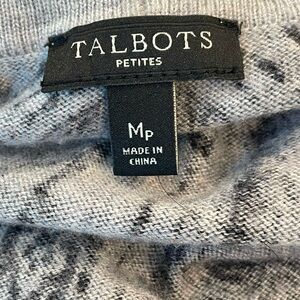 TALBOTS
PETITES
MP
MADE IN
CHINA